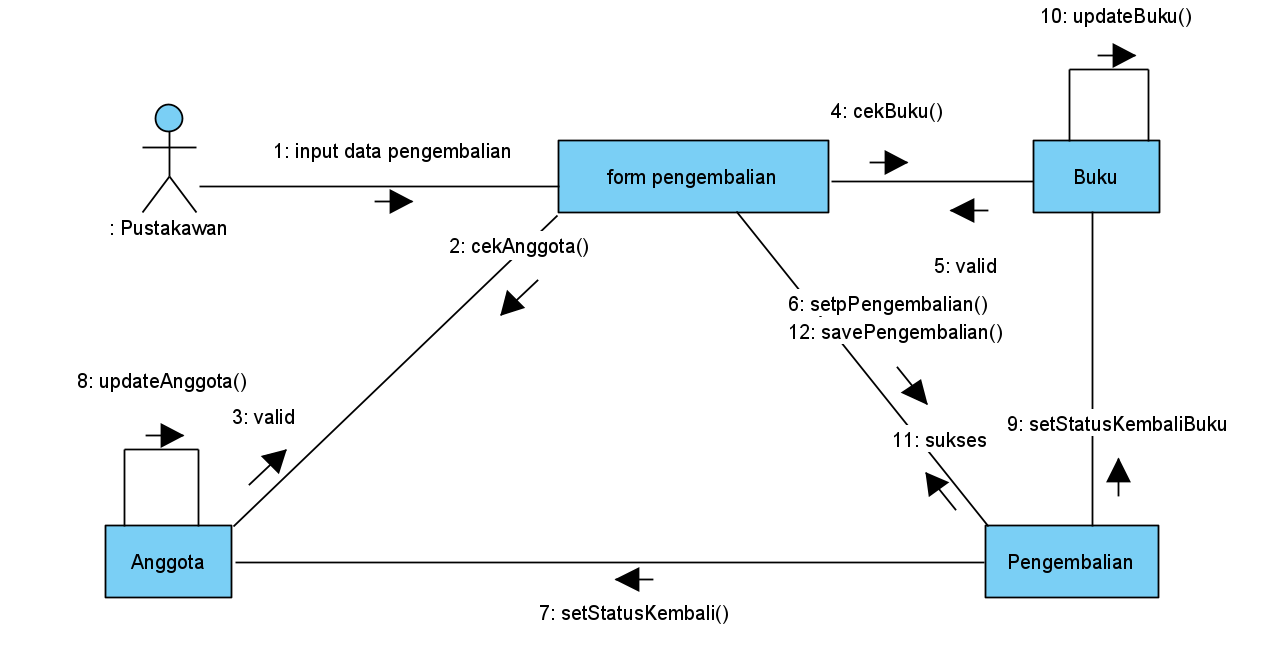 10: updateBuku()
4: cekBuku()
1: input data pengembalian
form pengembalian
Buku
: Pustakawan
2: cekAnggota()
5: valid
6: setpPengembalian()
12: savePengembalian()
8: updateAnggota()
3: valid
9: setStatusKembaliBuku
11: sukses
Anggota
Pengembalian
7: setStatusKembali()